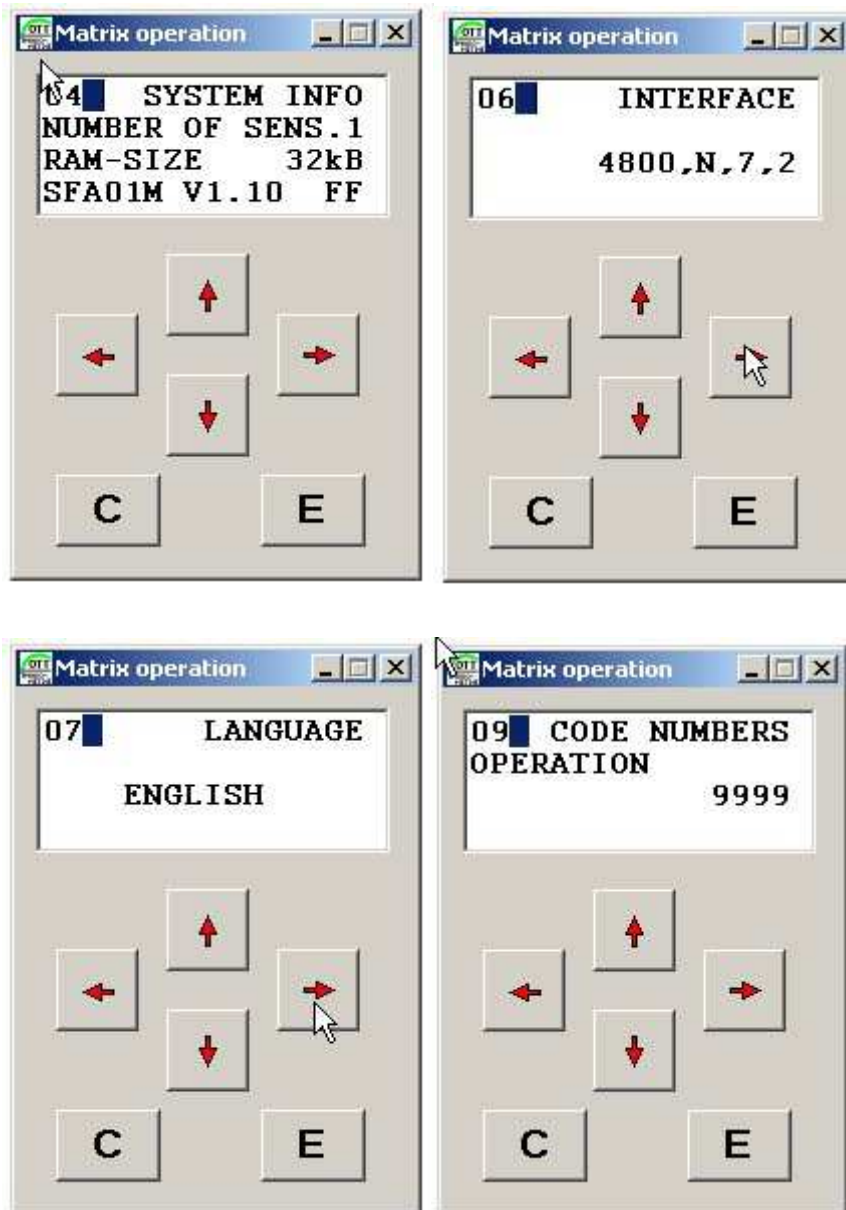 Matrix operation
04 SYSTEM INFO
NUMBER OF SENS.1
RAM-SIZE 32kB
SFA01M V1.10 FF
C E
Matrix operation
06 INTERFACE
4800,N,7,2
C E
Matrix operation
07 LANGUAGE
ENGLISH
C E
Matrix operation
09 CODE NUMBERS
OPERATION
9999
C E